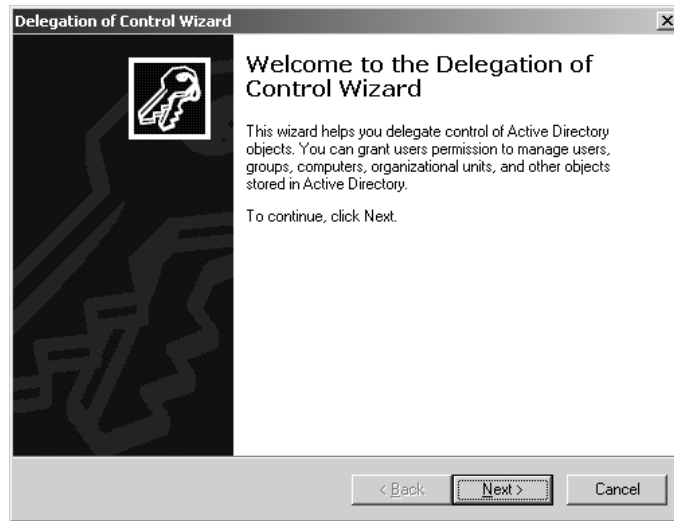 Delegation of Control Wizard
Welcome to the Delegation of
Control Wizard
This wizard helps you delegate control of Active Directory
objects. You can grant users permission to manage users,
groups, computers, organizational units, and other objects
stored in Active Directory.
To continue, click Next.
< Back Next > Cancel